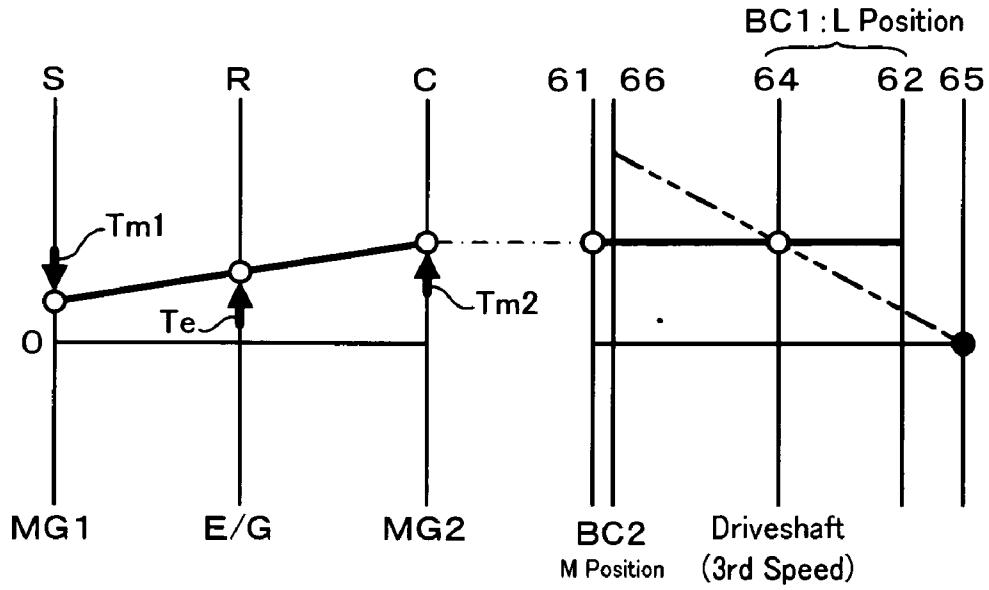 BC1 : L Position
S R C 61 66 64 62 65
Tm1
Te
Tm2
0
MG1 E/G MG2 BC2 Driveshaft
M Position (3rd Speed)